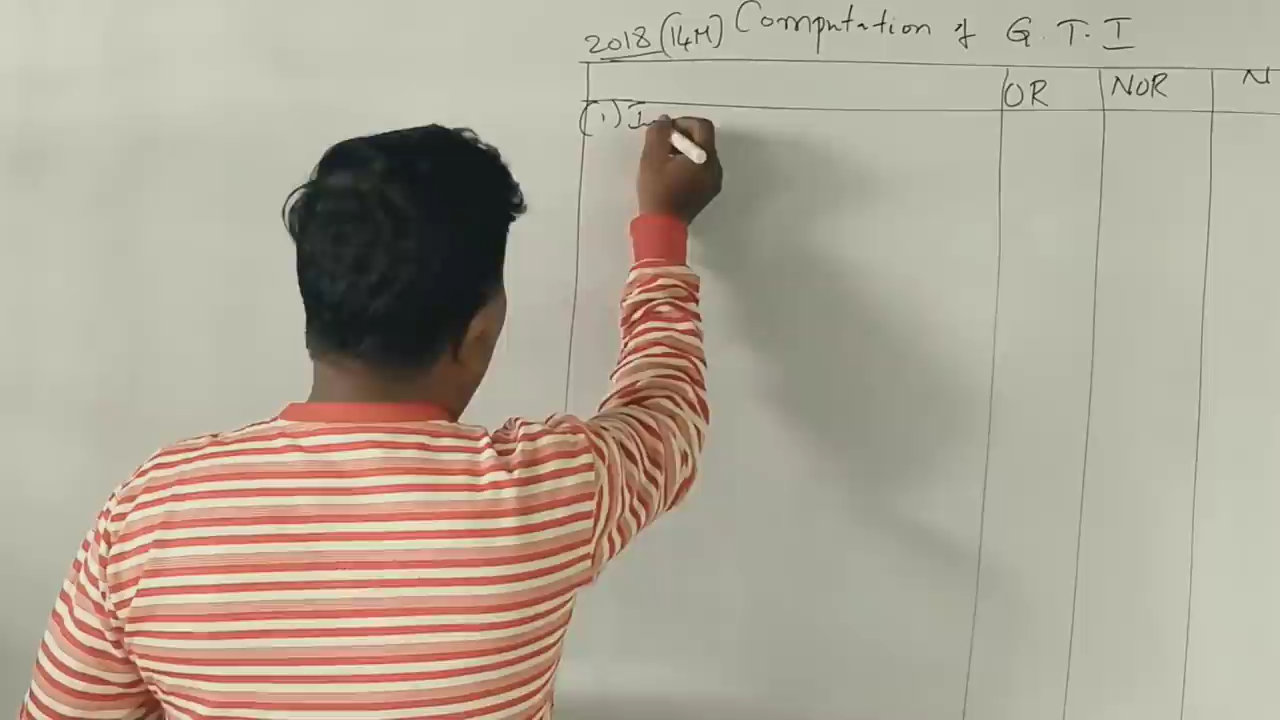 2018 (14M) Computation of G.T.I
OR NOR N
(1) I